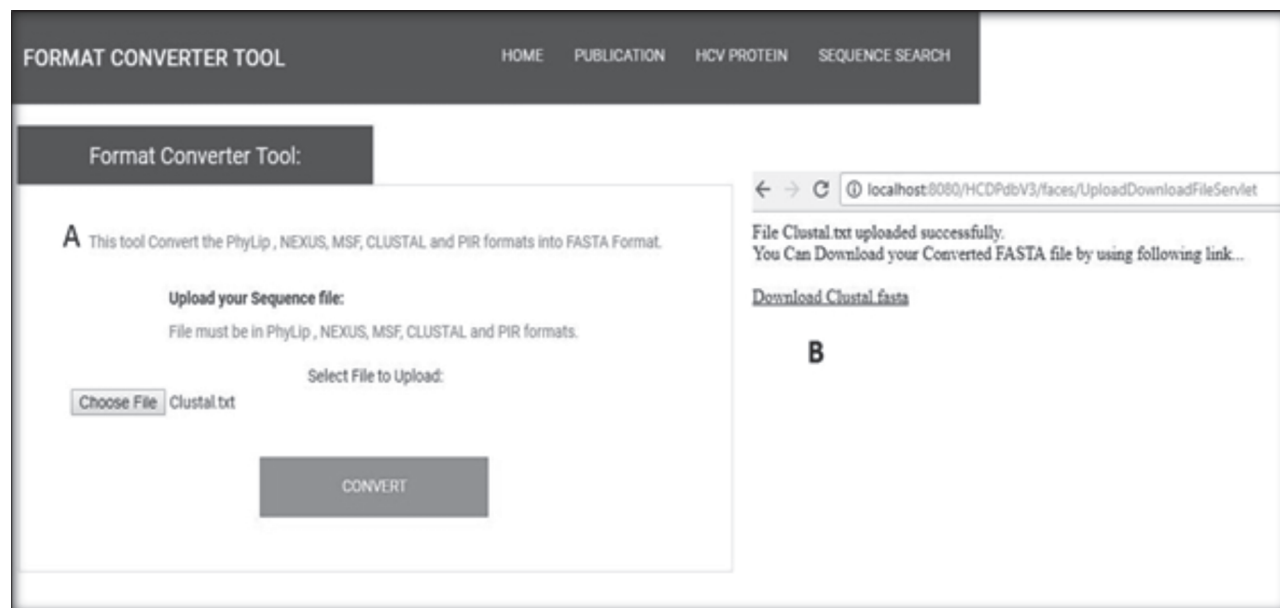 FORMAT CONVERTER TOOL
HOME PUBLICATION HCV PROTEIN SEQUENCE SEARCH
Format Converter Tool:
A This tool Convert the PhyLip , NEXUS, MSF, CLUSTAL and PIR formats into FASTA Format.
Upload your Sequence file:
File must be in PhyLip , NEXUS, MSF, CLUSTAL and PIR formats.
Select File to Upload:
Choose File Clustal.txt
CONVERT
localhost:8080/HCDPdbV3/faces/UploadDownloadFileServlet
File Clustal.txt uploaded successfully.
You Can Download your Converted FASTA file by using following link...
Download Clustal.fasta
B